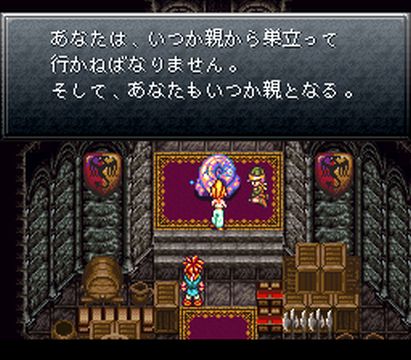 あなたは、いつか親から巣立って
行かねばなりません。
そして、あなたもいつか親となる。